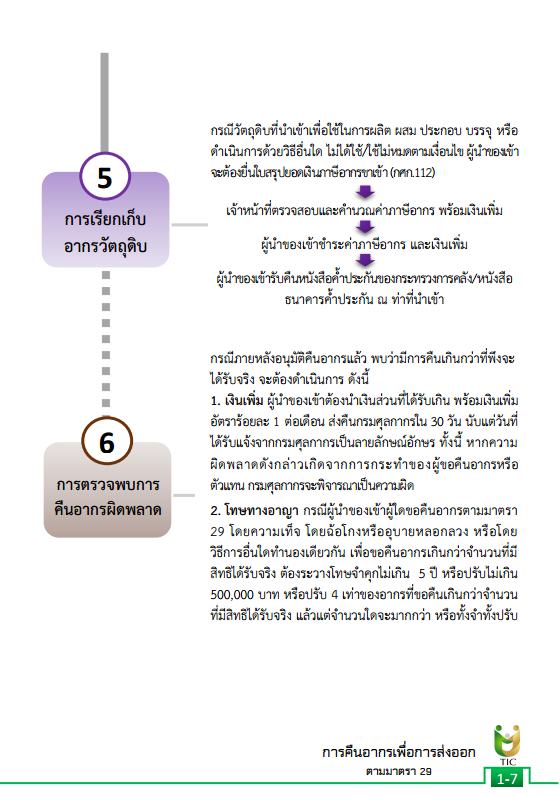 5
การเรียกเก็บ
อากรวัตถุดิบ
กรณีวัตถุดิบที่นำเข้าเพื่อใช้ในการผลิต ผสม ประกอบ บรรจุ หรือ
ดำเนินการด้วยวิธีอื่นใด ไม่ได้ใช้/ใช้ไม่หมดตามเงื่อนไข ผู้นำของเข้า
จะต้องยื่นใบสรุปยอดเงินภาษีอากรขาเข้า (กศก.112)
เจ้าหน้าที่ตรวจสอบและคำนวณค่าภาษีอากร พร้อมเงินเพิ่ม
ผู้นำของเข้าชำระค่าภาษีอากร และเงินเพิ่ม
ผู้นำของเข้ารับคืนหนังสือค้ำประกันของกระทรวงการคลัง/หนังสือ
ธนาคารค้ำประกัน ณ ท่าที่นำเข้า
6
การตรวจพบการ
คืนอากรผิดพลาด
กรณีภายหลังอนุมัติคืนอากรแล้ว พบว่ามีการคืนเกินกว่าที่พึงจะ
ได้รับจริง จะต้องดำเนินการ ดังนี้
1. เงินเพิ่ม ผู้นำของเข้าต้องนำเงินส่วนที่ได้รับเกิน พร้อมเงินเพิ่ม
อัตราร้อยละ 1 ต่อเดือน ส่งคืนกรมศุลกากรใน 30 วัน นับแต่วันที่
ได้รับแจ้งจากกรมศุลกากรเป็นลายลักษณ์อักษร ทั้งนี้ หากความ
ผิดพลาดดังกล่าวเกิดจากการกระทำของผู้ขอคืนอากรหรือ
ตัวแทน กรมศุลกากรจะพิจารณาเป็นความผิด
2. โทษทางอาญา กรณีผู้นำของเข้าผู้ใดขอคืนอากรตามมาตรา
29 โดยความเท็จ โดยฉ้อโกงหรืออุบายหลอกลวง หรือโดย
วิธีการอื่นใดทำนองเดียวกัน เพื่อขอคืนอากรเกินกว่าจำนวนที่มี
สิทธิได้รับจริง ต้องระวางโทษจำคุกไม่เกิน 5 ปี หรือปรับไม่เกิน
500,000 บาท หรือปรับ 4 เท่าของอากรที่ขอคืนเกินกว่าจำนวน
ที่มีสิทธิได้รับจริง แล้วแต่จำนวนใดจะมากกว่า หรือทั้งจำทั้งปรับ
การคืนอากรเพื่อการส่งออก
ตามมาตรา 29
TIC
1-7